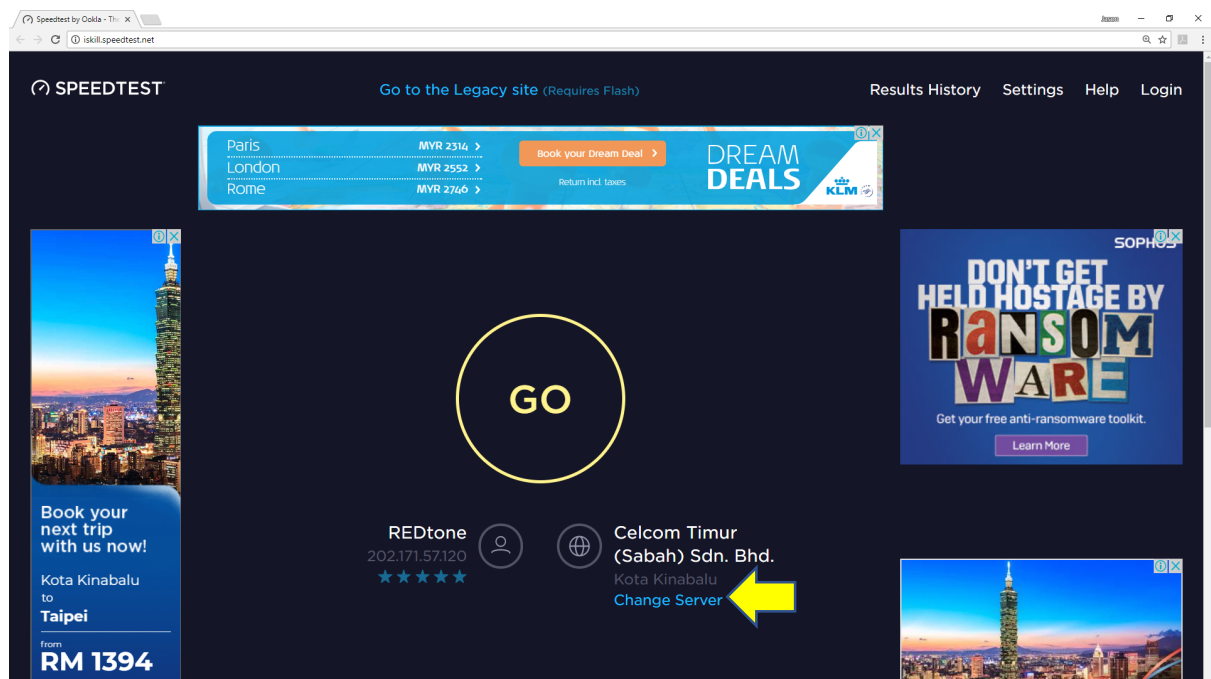 Speedtest by Ookla - The
iskill.speedtest.net
SPEEDTEST
Go to the Legacy site (Requires Flash)
Results History Settings Help Login
Paris MYR 2314 >
London MYR 2552 >
Rome MYR 2746 >
Book your Dream Deal >
Return incl. taxes
DREAM
DEALS
KLM
Book your
next trip
with us now!
Kota Kinabalu
to
Taipei
from
RM 1394
GO
REDtone
202.171.57.120
Celcom Timur
(Sabah) Sdn. Bhd.
Kota Kinabalu
Change Server
SOPHOS
DON'T GET
HELD HOSTAGE BY
RaNSOM
WARE
Get your free anti-ransomware toolkit.
Learn More